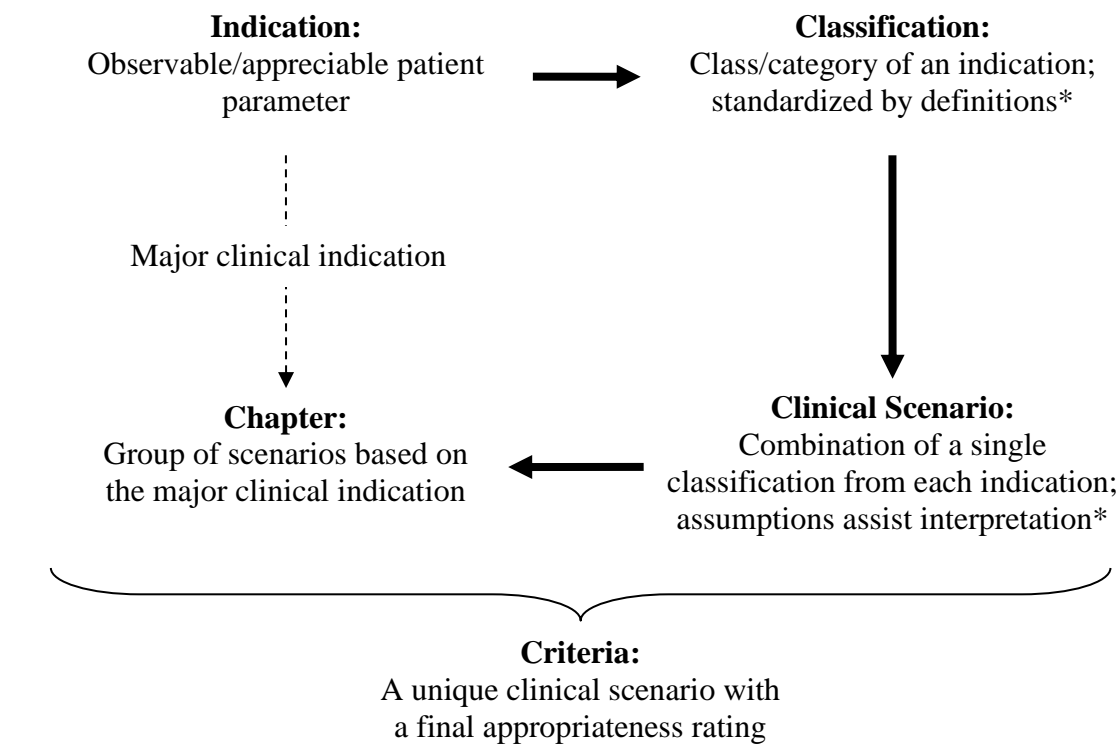 Indication:
Observable/appreciable patient
parameter
Classification:
Class/category of an indication;
standardized by definitions*
Major clinical indication
Chapter:
Group of scenarios based on
the major clinical indication
Clinical Scenario:
Combination of a single
classification from each indication;
assumptions assist interpretation*
Criteria:
A unique clinical scenario with
a final appropriateness rating